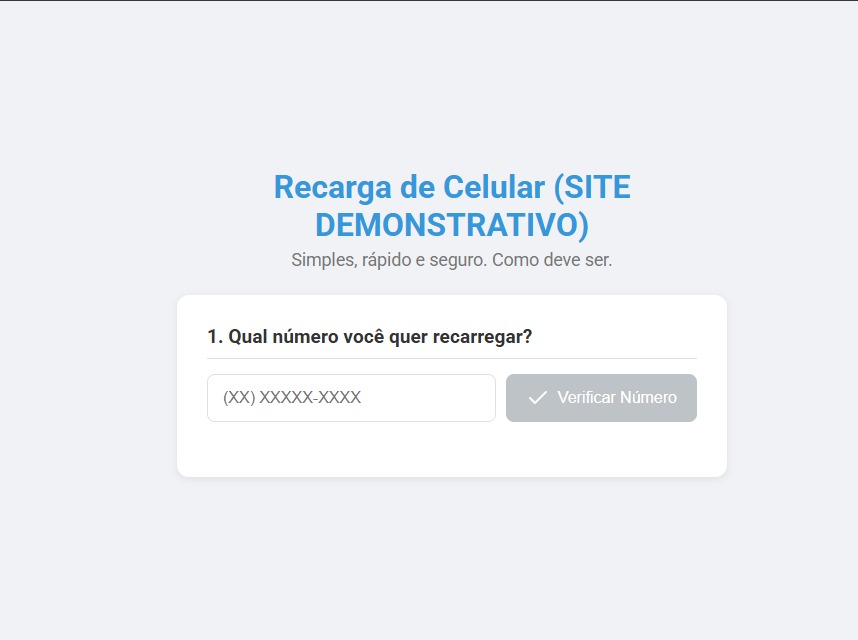 Recarga de Celular (SITE
DEMONSTRATIVO)
Simples, rápido e seguro. Como deve ser.
1. Qual número você quer recarregar?
(XX) XXXXX-XXXX
Verificar Número